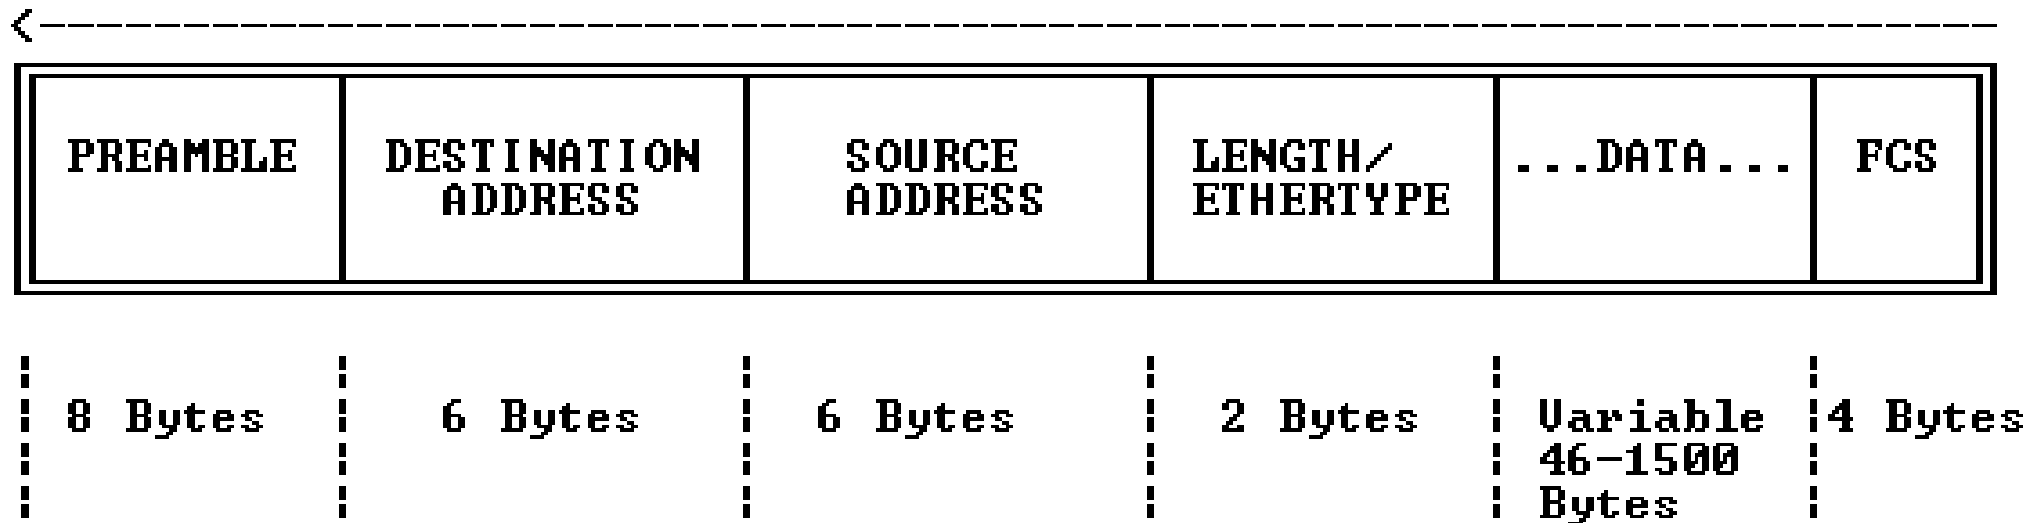 PREAMBLE
DESTINATION
ADDRESS
SOURCE
ADDRESS
LENGTH/
ETHERTYPE
...DATA...
FCS
8 Bytes
6 Bytes
6 Bytes
2 Bytes
Variable
46-1500
Bytes
4 Bytes